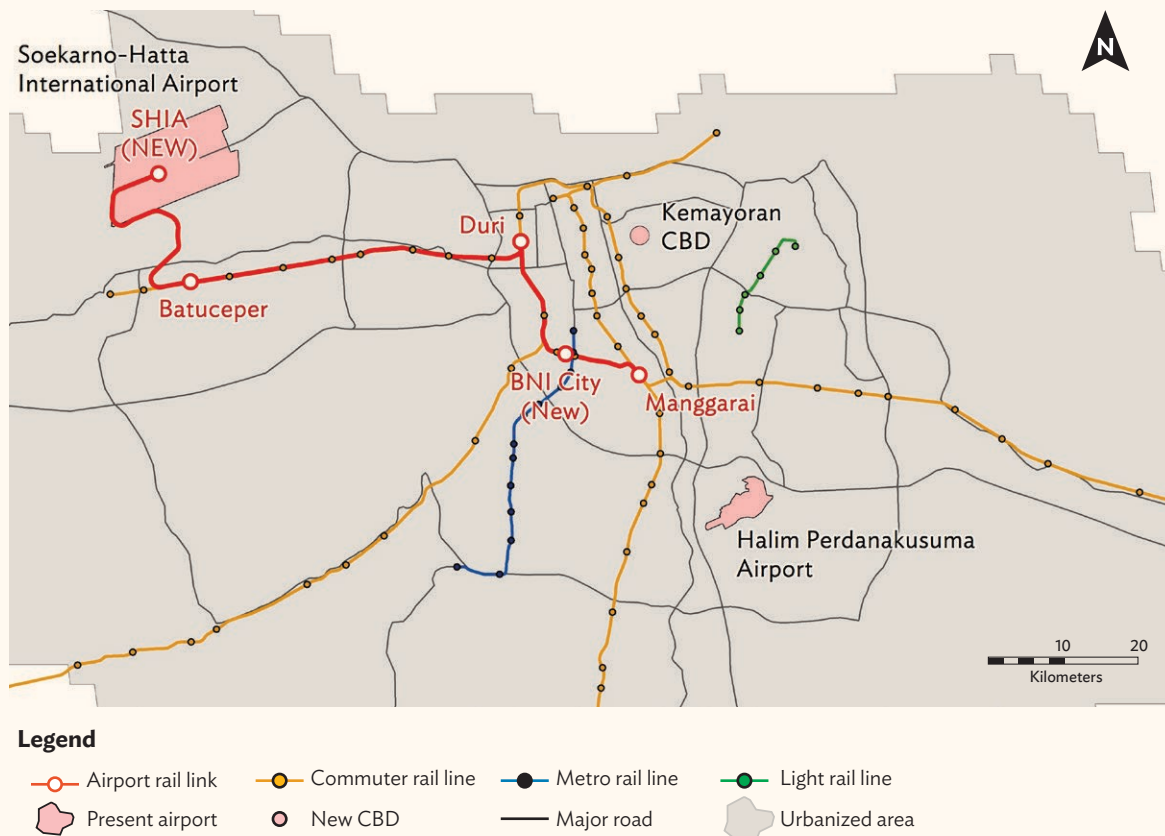 Soekarno-Hatta
International Airport
N
SHIA
(NEW)
Duri
Kemayoran
CBD
Batuceper
BNI City
(New)
Manggarai
Halim Perdanakusuma
Airport
10 20
Kilometers
Legend
Airport rail link
Commuter rail line
Metro rail line
Light rail line
Present airport
New CBD
Major road
Urbanized area